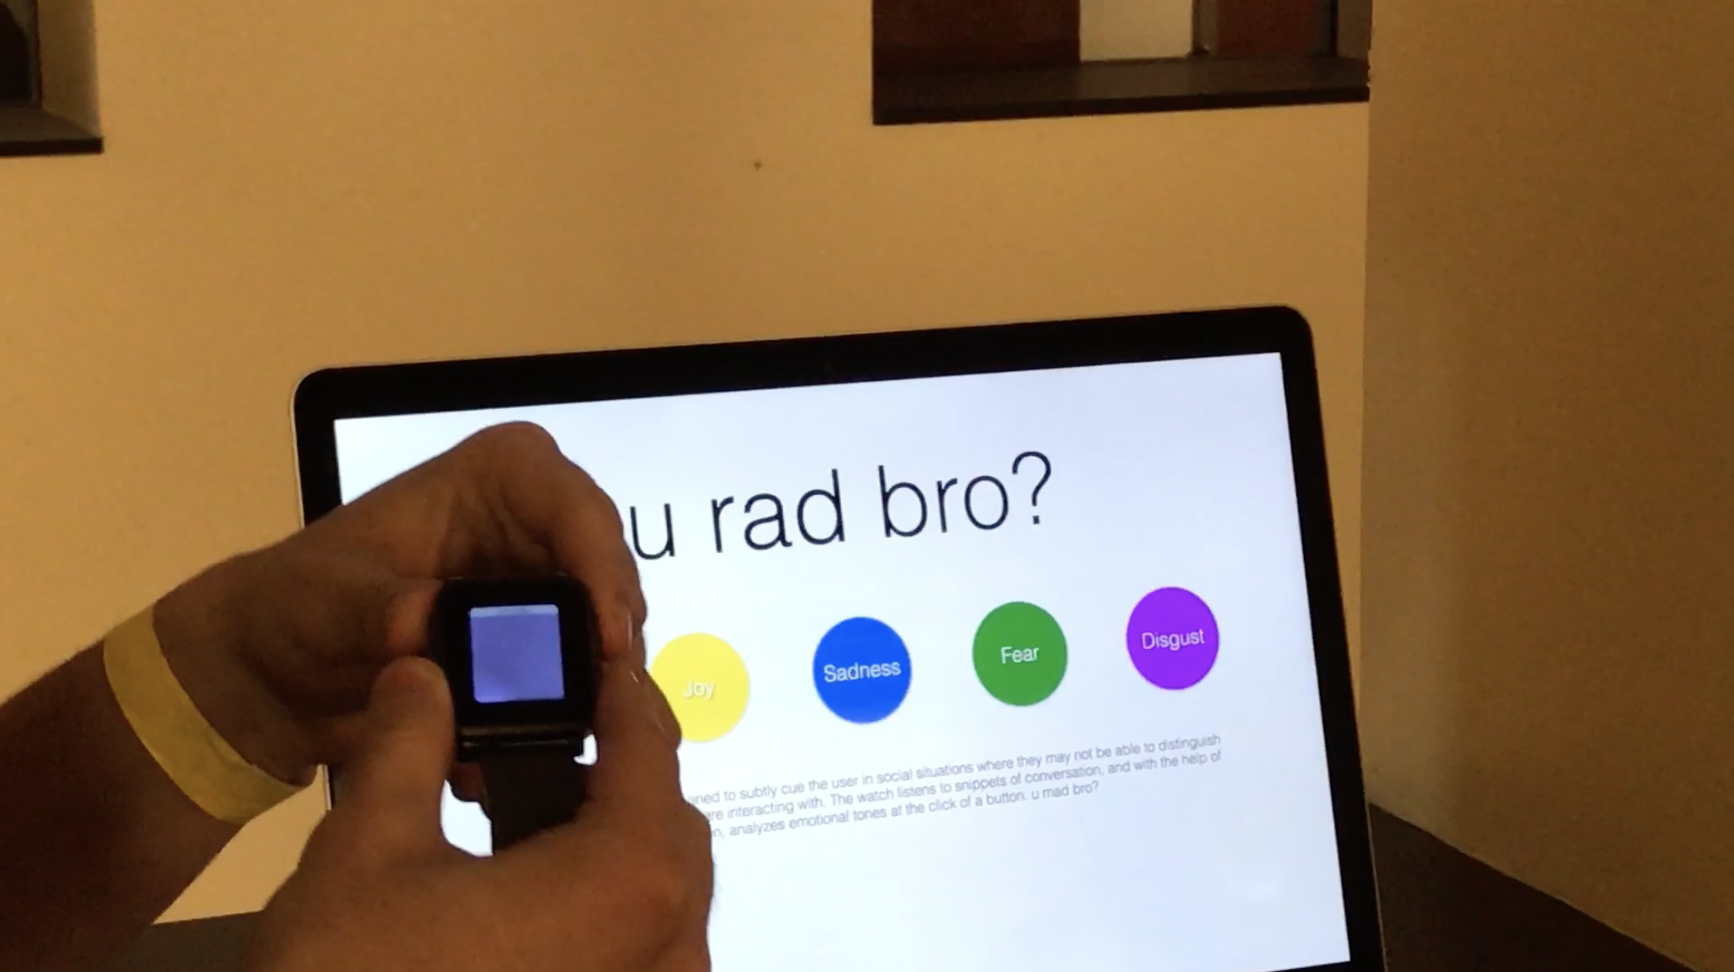 u rad bro?
Joy
Sadness
Fear
Disgust
to subtly cue the user in social situations where they may not be able to distinguish
are interacting with. The watch listens to snippets of conversation, and with the help of
analyzes emotional tones at the click of a button. u mad bro?